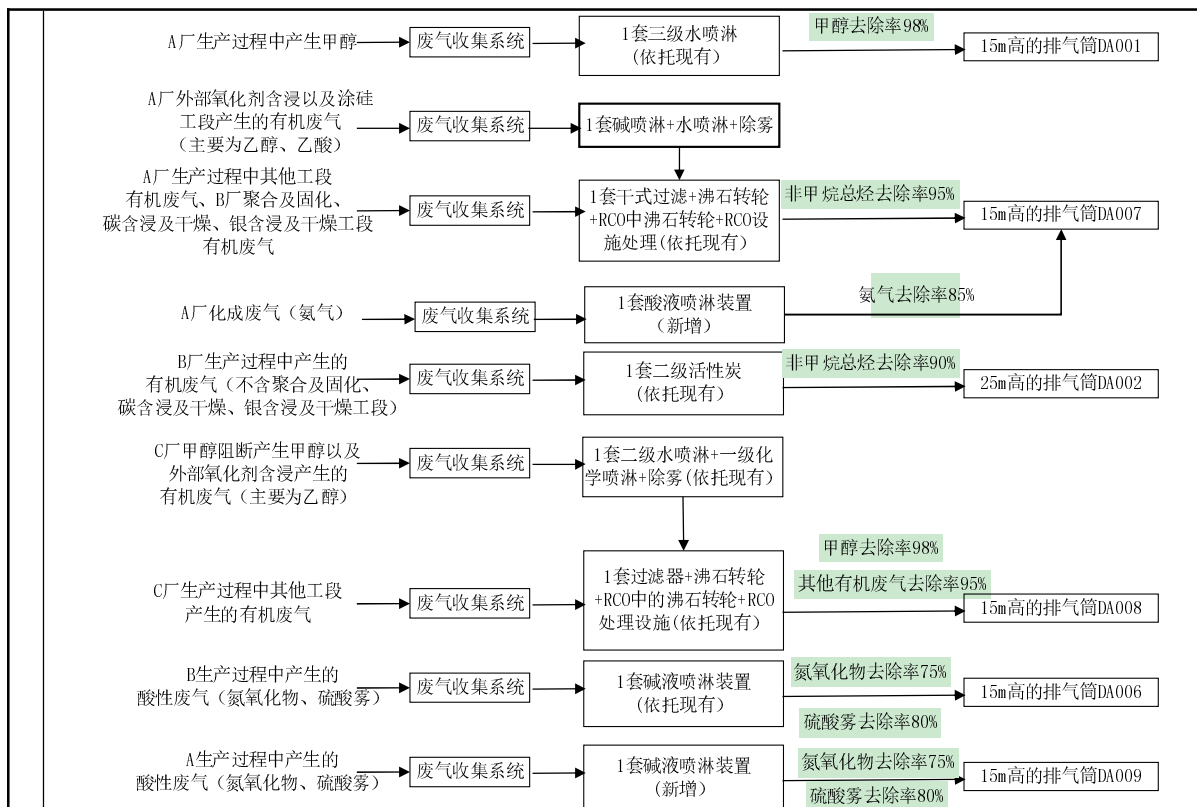 A厂生产过程中产生甲醇
废气收集系统
1套三级水喷淋
(依托现有)
甲醇去除率98%
15m高的排气筒DA001
A厂外部氧化剂含浸以及涂硅
工段产生的有机废气
（主要为乙醇、乙酸）
废气收集系统
1套碱喷淋+水喷淋+除雾
A厂生产过程中其他工段
有机废气、B厂聚合及固化、
碳含浸及干燥、银含浸及干燥工段
有机废气
废气收集系统
1套干式过滤+沸石转轮
+RCO中沸石转轮+RCO设
施处理(依托现有)
非甲烷总烃去除率95%
15m高的排气筒DA007
A厂化成废气（氨气）
废气收集系统
1套酸液喷淋装置
（新增）
氨气去除率85%
B厂生产过程中产生的
有机废气（不含聚合及固化、
碳含浸及干燥、银含浸及干燥工段）
废气收集系统
1套二级活性炭
(依托现有)
非甲烷总烃去除率90%
25m高的排气筒DA002
C厂甲醇阻断产生甲醇以及
外部氧化剂含浸产生的
有机废气（主要为乙醇）
废气收集系统
1套二级水喷淋+一级化
学喷淋+除雾(依托现有)
C厂生产过程中其他工段
产生的有机废气
废气收集系统
1套过滤器+沸石转轮
+RCO中的沸石转轮+RCO
处理设施(依托现有)
甲醇去除率98%
其他有机废气去除率95%
15m高的排气筒DA008
B生产过程中产生的
酸性废气（氮氧化物、硫酸雾）
废气收集系统
1套碱液喷淋装置
(依托现有)
氮氧化物去除率75%
硫酸雾去除率80%
15m高的排气筒DA006
A生产过程中产生的
酸性废气（氮氧化物、硫酸雾）
废气收集系统
1套碱液喷淋装置
(新增)
氮氧化物去除率75%
硫酸雾去除率80%
15m高的排气筒DA009